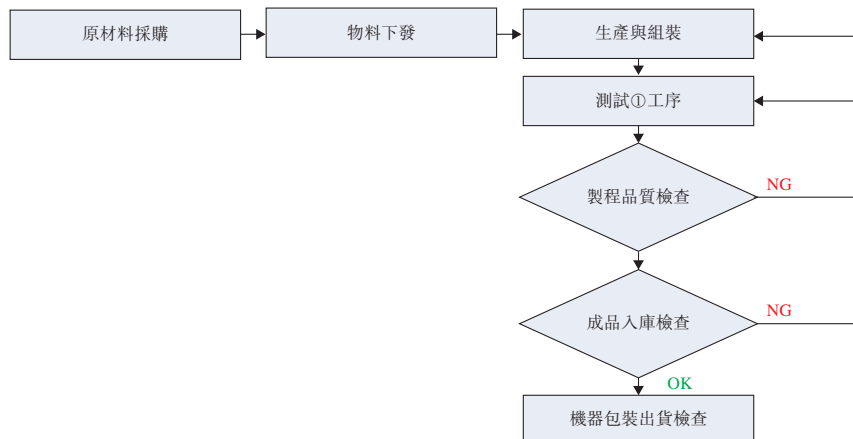 原材料採購
物料下發
生產與組裝
測試①工序
製程品質檢查
NG
成品入庫檢查
NG
OK
機器包裝出貨檢查